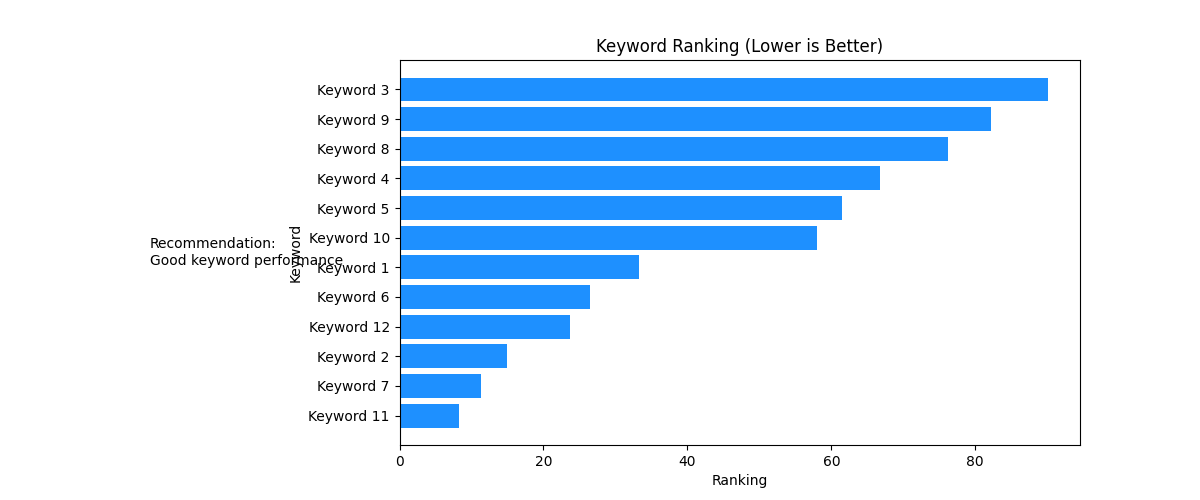 Keyword Ranking (Lower is Better)
Keyword 3
Keyword 9
Keyword 8
Keyword 4
Keyword 5
Keyword 10
Keyword 1
Keyword 6
Keyword 12
Keyword 2
Keyword 7
Keyword 11
Keyword
Recommendation:
Good keyword performance
0 20 40 60 80
Ranking